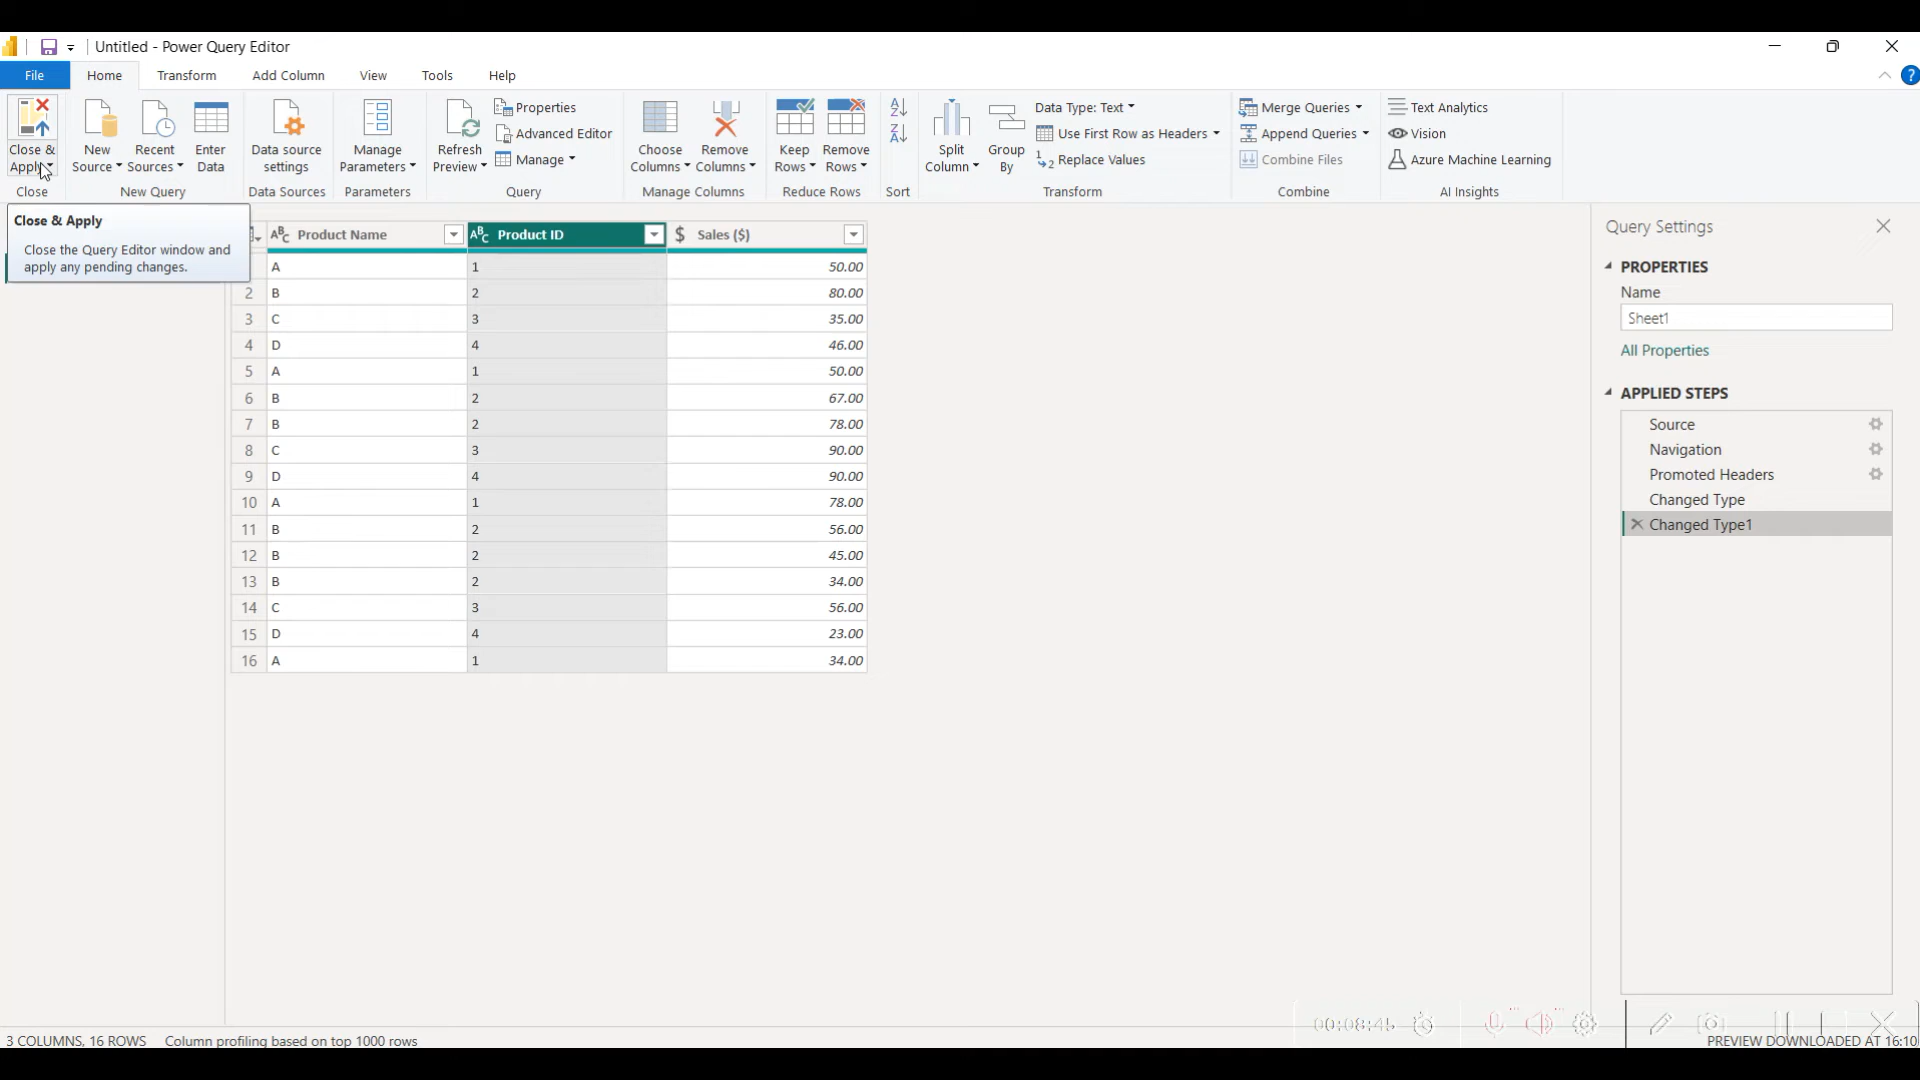 Untitled - Power Query Editor
File Home Transform Add Column View Tools Help
Close & Apply
New Source
Recent Sources
Enter Data
Data source settings
Manage Parameters
Refresh Preview
Properties
Advanced Editor
Manage
Choose Columns
Remove Columns
Keep Rows
Remove Rows
Split Column
Group By
Data Type: Text
Use First Row as Headers
Replace Values
Merge Queries
Append Queries
Combine Files
Text Analytics
Vision
Azure Machine Learning
Close New Query Data Sources Parameters Query Manage Columns Reduce Rows Sort Transform Combine AI Insights
Close & Apply
Close the Query Editor window and
apply any pending changes.
Product Name Product ID $ Sales ($)
A 1 50.00
2 B 2 80.00
3 C 3 35.00
4 D 4 46.00
5 A 1 50.00
6 B 2 67.00
7 B 2 78.00
8 C 3 90.00
9 D 4 90.00
10 A 1 78.00
11 B 2 56.00
12 B 2 45.00
13 B 2 34.00
14 C 3 56.00
15 D 4 23.00
16 A 1 34.00
Query Settings
PROPERTIES
Name
Sheet1
All Properties
APPLIED STEPS
Source
Navigation
Promoted Headers
Changed Type
Changed Type1
00:08:45
3 COLUMNS, 16 ROWS Column profiling based on top 1000 rows
PREVIEW DOWNLOADED AT 16:10